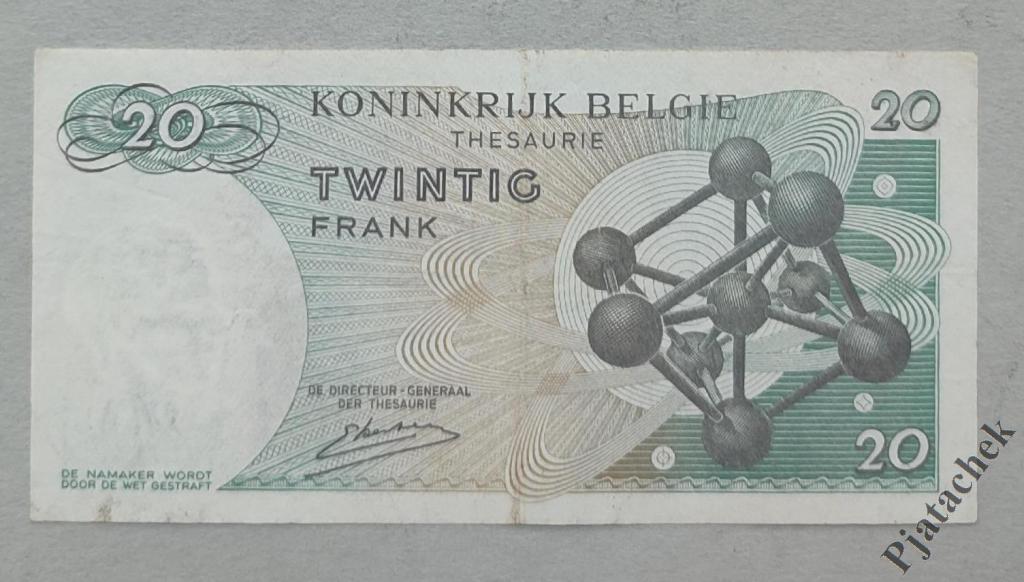 20
KONINKRIJK BELGIE
20
THESAURIE
TWINTIG
FRANK
DE DIRECTEUR-GENERAAL
DER THESAURIE
20
DE NAMAKER WORDT
DOOR DE WET GESTRAFT
Pjatachek